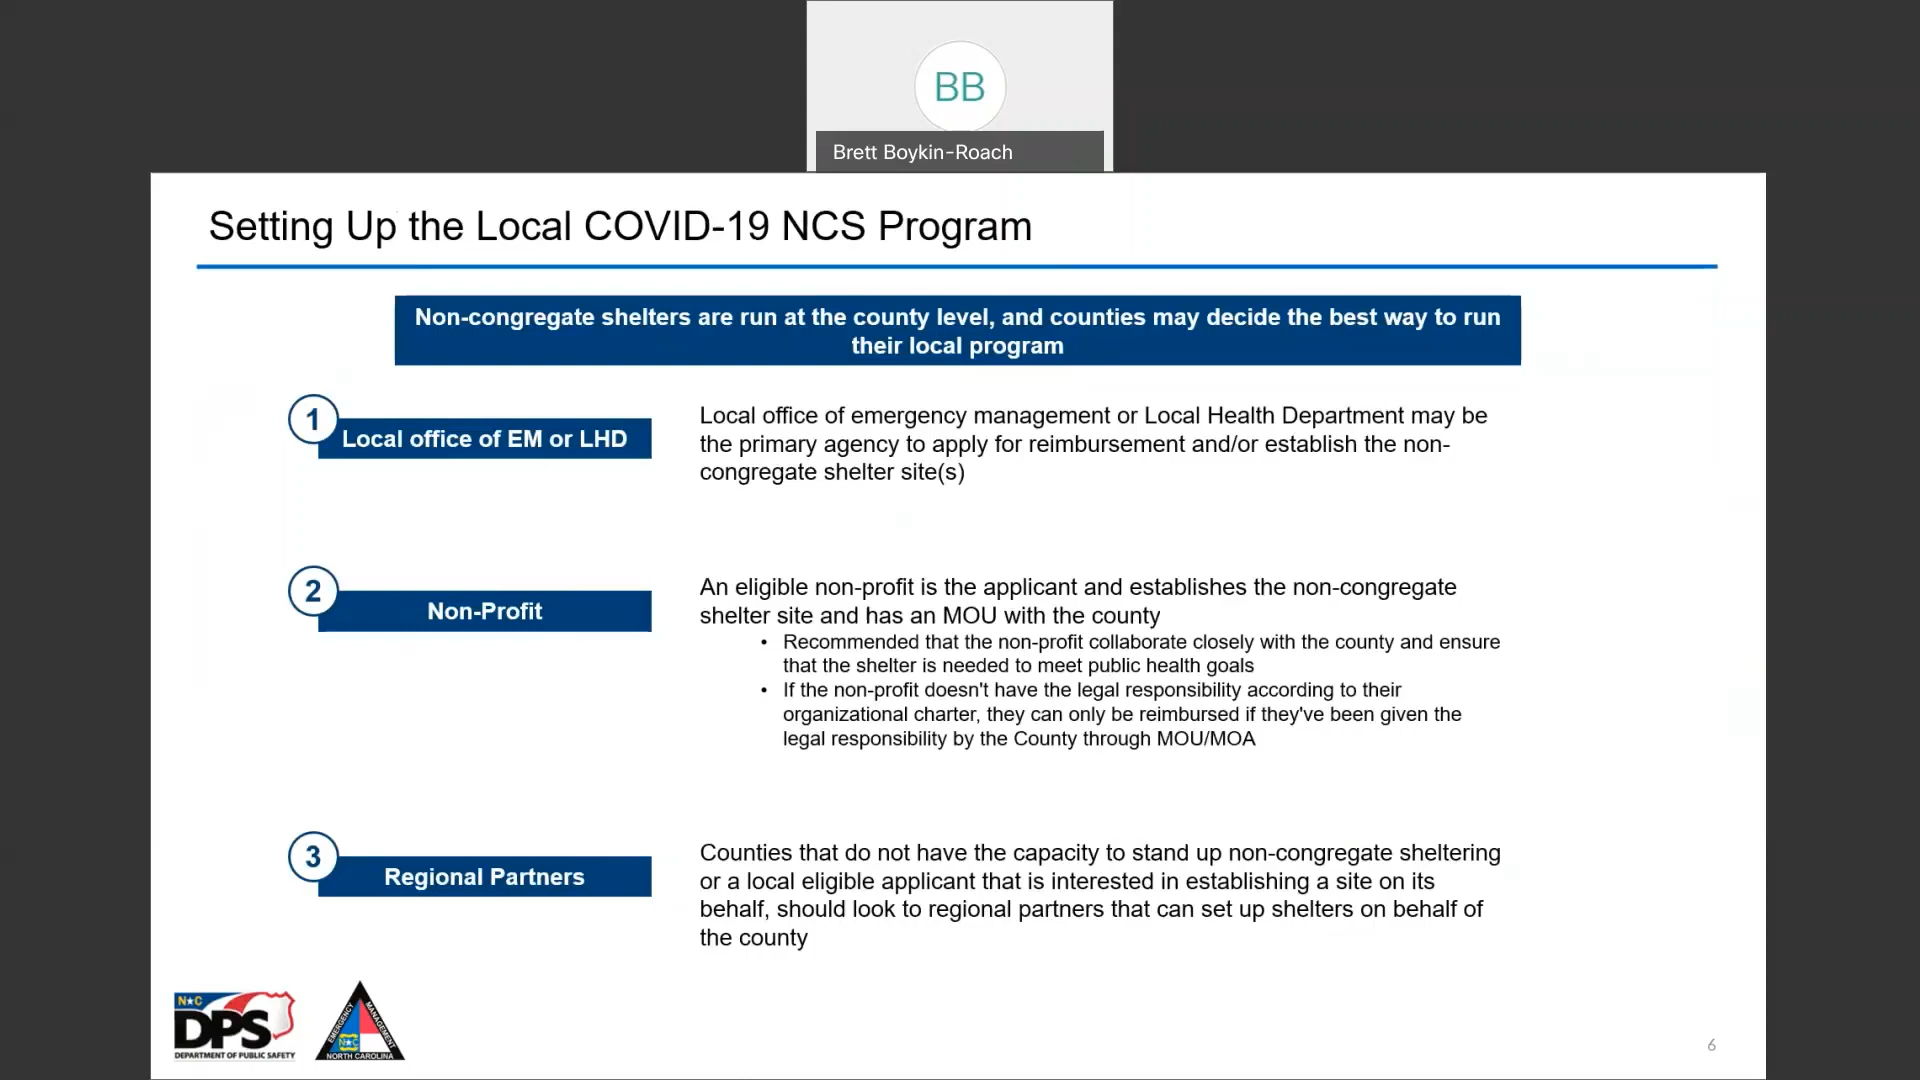 BB
Brett Boykin-Roach
Setting Up the Local COVID-19 NCS Program
Non-congregate shelters are run at the county level, and counties may decide the best way to run
their local program
1
Local office of EM or LHD
Local office of emergency management or Local Health Department may be
the primary agency to apply for reimbursement and/or establish the non-
congregate shelter site(s)
2
Non-Profit
An eligible non-profit is the applicant and establishes the non-congregate
shelter site and has an MOU with the county
• Recommended that the non-profit collaborate closely with the county and ensure
that the shelter is needed to meet public health goals
• If the non-profit doesn't have the legal responsibility according to their
organizational charter, they can only be reimbursed if they've been given the
legal responsibility by the County through MOU/MOA
3
Regional Partners
Counties that do not have the capacity to stand up non-congregate sheltering
or a local eligible applicant that is interested in establishing a site on its
behalf, should look to regional partners that can set up shelters on behalf of
the county
N★C
DPS
DEPARTMENT OF PUBLIC SAFETY
EMERGENCY
MANAGEMENT
N★C
NORTH CAROLINA
6